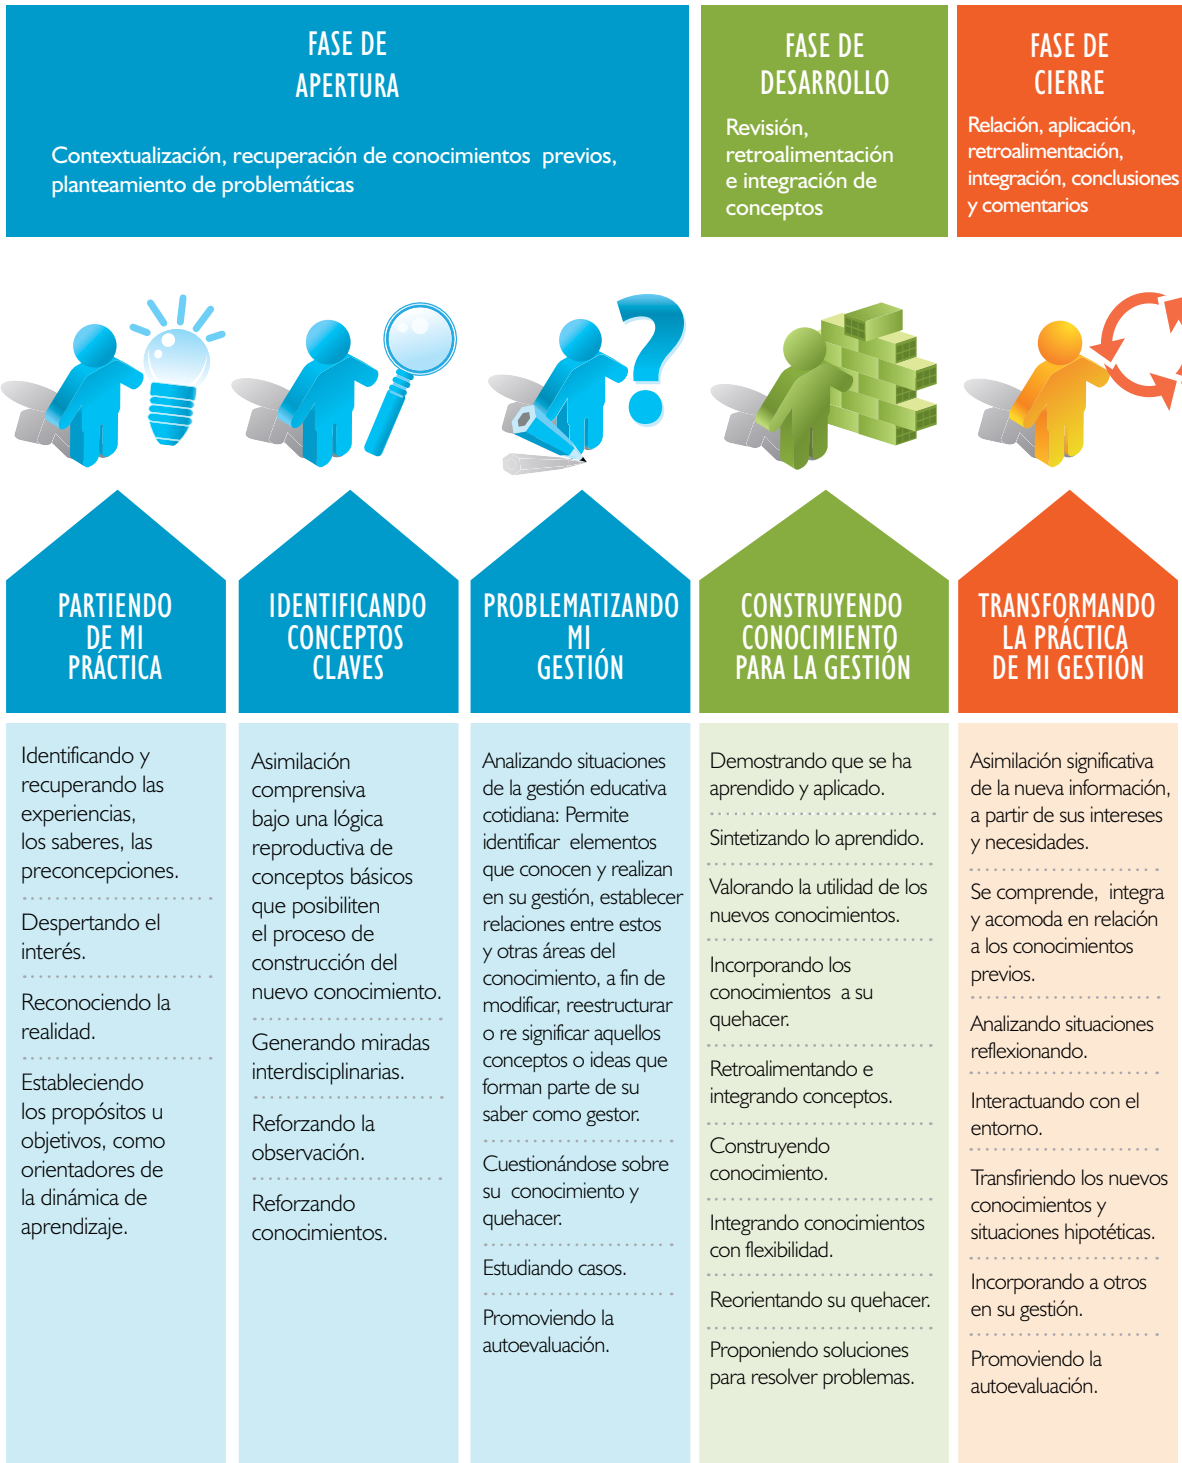 FASE DE
APERTURA
Contextualización, recuperación de conocimientos previos,
planteamiento de problemáticas
FASE DE
DESARROLLO
Revisión,
retroalimentación
e integración de
conceptos
FASE DE
CIERRE
Relación, aplicación,
retroalimentación,
integración, conclusiones
y comentarios
PARTIENDO
DE MI
PRÁCTICA
Identificando y
recuperando las
experiencias,
los saberes, las
preconcepciones.
Despertando el
interés.
Reconociendo la
realidad.
Estableciendo
los propósitos u
objetivos, como
orientadores de
la dinámica de
aprendizaje.
IDENTIFICANDO
CONCEPTOS
CLAVES
Asimilación
comprensiva
bajo una lógica
reproductiva de
conceptos básicos
que posibiliten
el proceso de
construcción del
nuevo conocimiento.
Generando miradas
interdisciplinarias.
Reforzando la
observación.
Reforzando
conocimientos.
PROBLEMATIZANDO
MI
GESTIÓN
Analizando situaciones
de la gestión educativa
cotidiana: Permite
identificar elementos
que conocen y realizan
en su gestión, establecer
relaciones entre estos
y otras áreas del
conocimiento, a fin de
modificar, reestructurar
o re significar aquellos
conceptos o ideas que
forman parte de su
saber como gestor.
Cuestionándose sobre
su conocimiento y
quehacer.
Estudiando casos.
Promoviendo la
autoevaluación.
CONSTRUYENDO
CONOCIMIENTO
PARA LA GESTIÓN
Demostrando que se ha
aprendido y aplicado.
Sintetizando lo aprendido.
Valorando la utilidad de los
nuevos conocimientos.
Incorporando los
conocimientos a su
quehacer.
Retroalimentando e
integrando conceptos.
Construyendo
conocimiento.
Integrando conocimientos
con flexibilidad.
Reorientando su quehacer.
Proponiendo soluciones
para resolver problemas.
TRANSFORMANDO
LA PRÁCTICA
DE MI GESTIÓN
Asimilación significativa
de la nueva información,
a partir de sus intereses
y necesidades.
Se comprende, integra
y acomoda en relación
a los conocimientos
previos.
Analizando situaciones
reflexionando.
Interactuando con el
entorno.
Transfiriendo los nuevos
conocimientos y
situaciones hipotéticas.
Incorporando a otros
en su gestión.
Promoviendo la
autoevaluación.